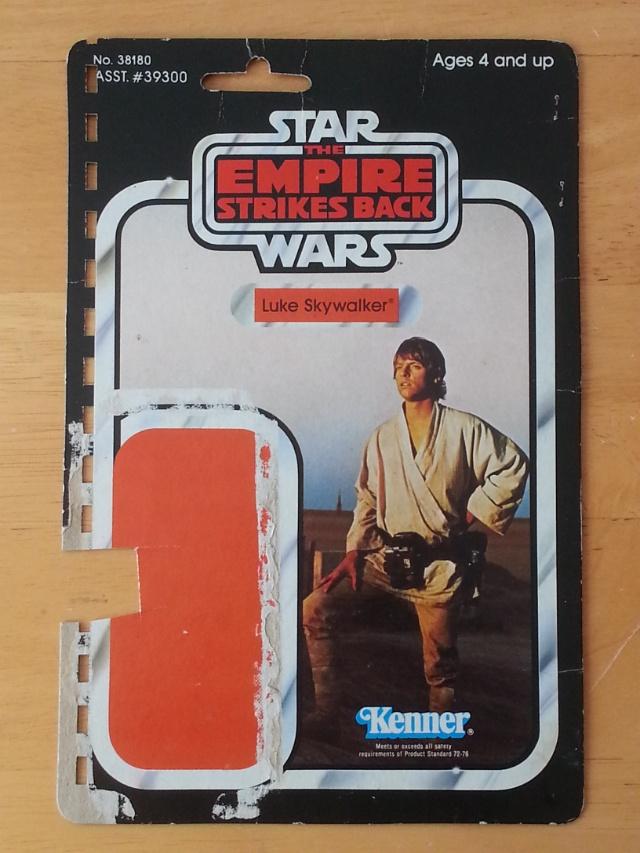 No. 38180
ASST. #39300
Ages 4 and up
STAR
THE
EMPIRE
STRIKES BACK
WARS™
Luke Skywalker®
Kenner®
Meets or exceeds all safety
requirements of Product Standard 72-76